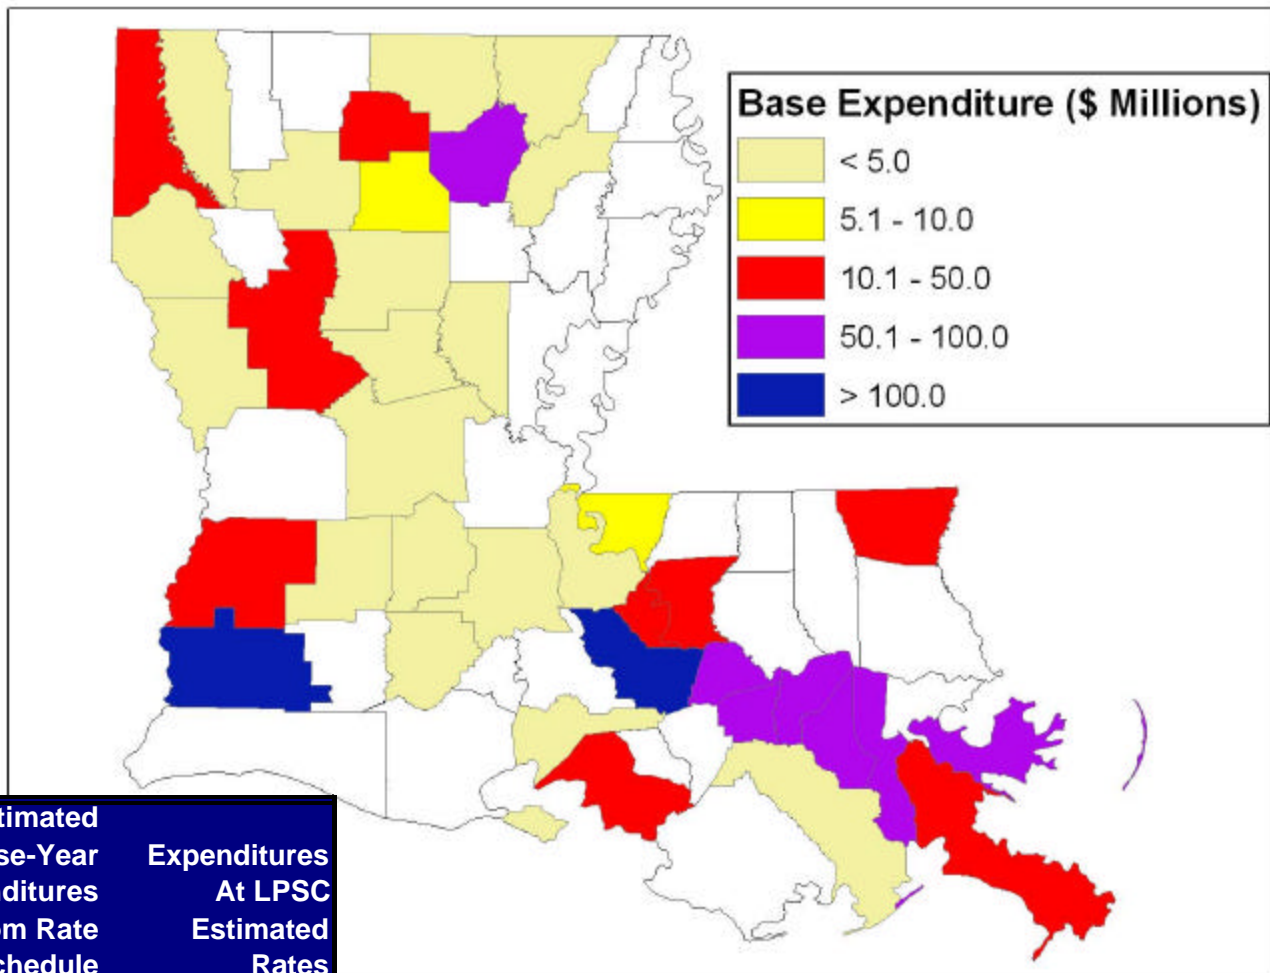 Base Expenditure ($ Millions)
< 5.0
5.1 - 10.0
10.1 - 50.0
50.1 - 100.0
> 100.0
Expenditures
At LPSC
Rate Estimated
Rates